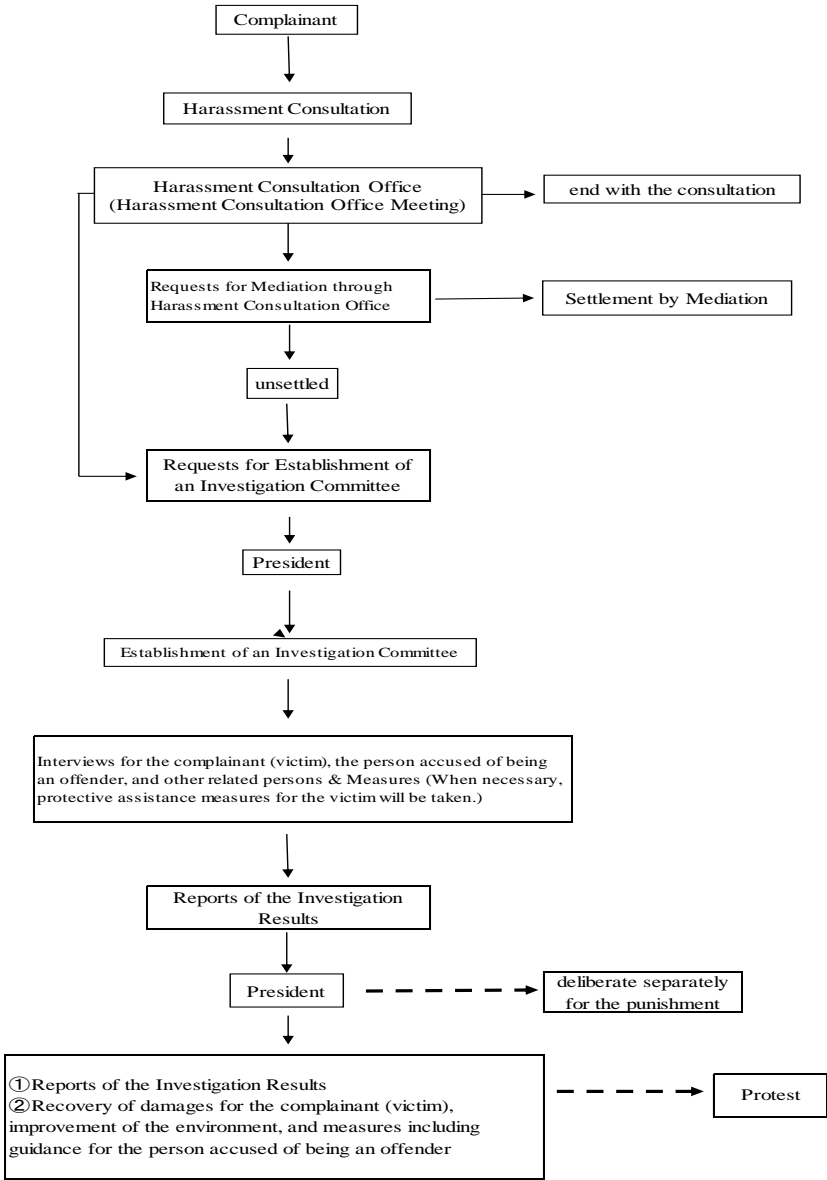 Complainant
Harassment Consultation
Harassment Consultation Office
(Harassment Consultation Office Meeting)
end with the consultation
Requests for Mediation through
Harassment Consultation Office
Settlement by Mediation
unsettled
Requests for Establishment of
an Investigation Committee
President
Establishment of an Investigation Committee
Interviews for the complainant (victim), the person accused of being
an offender, and other related persons & Measures (When necessary,
protective assistance measures for the victim will be taken.)
Reports of the Investigation
Results
President
deliberate separately
for the punishment
①Reports of the Investigation Results
②Recovery of damages for the complainant (victim),
improvement of the environment, and measures including
guidance for the person accused of being an offender
Protest